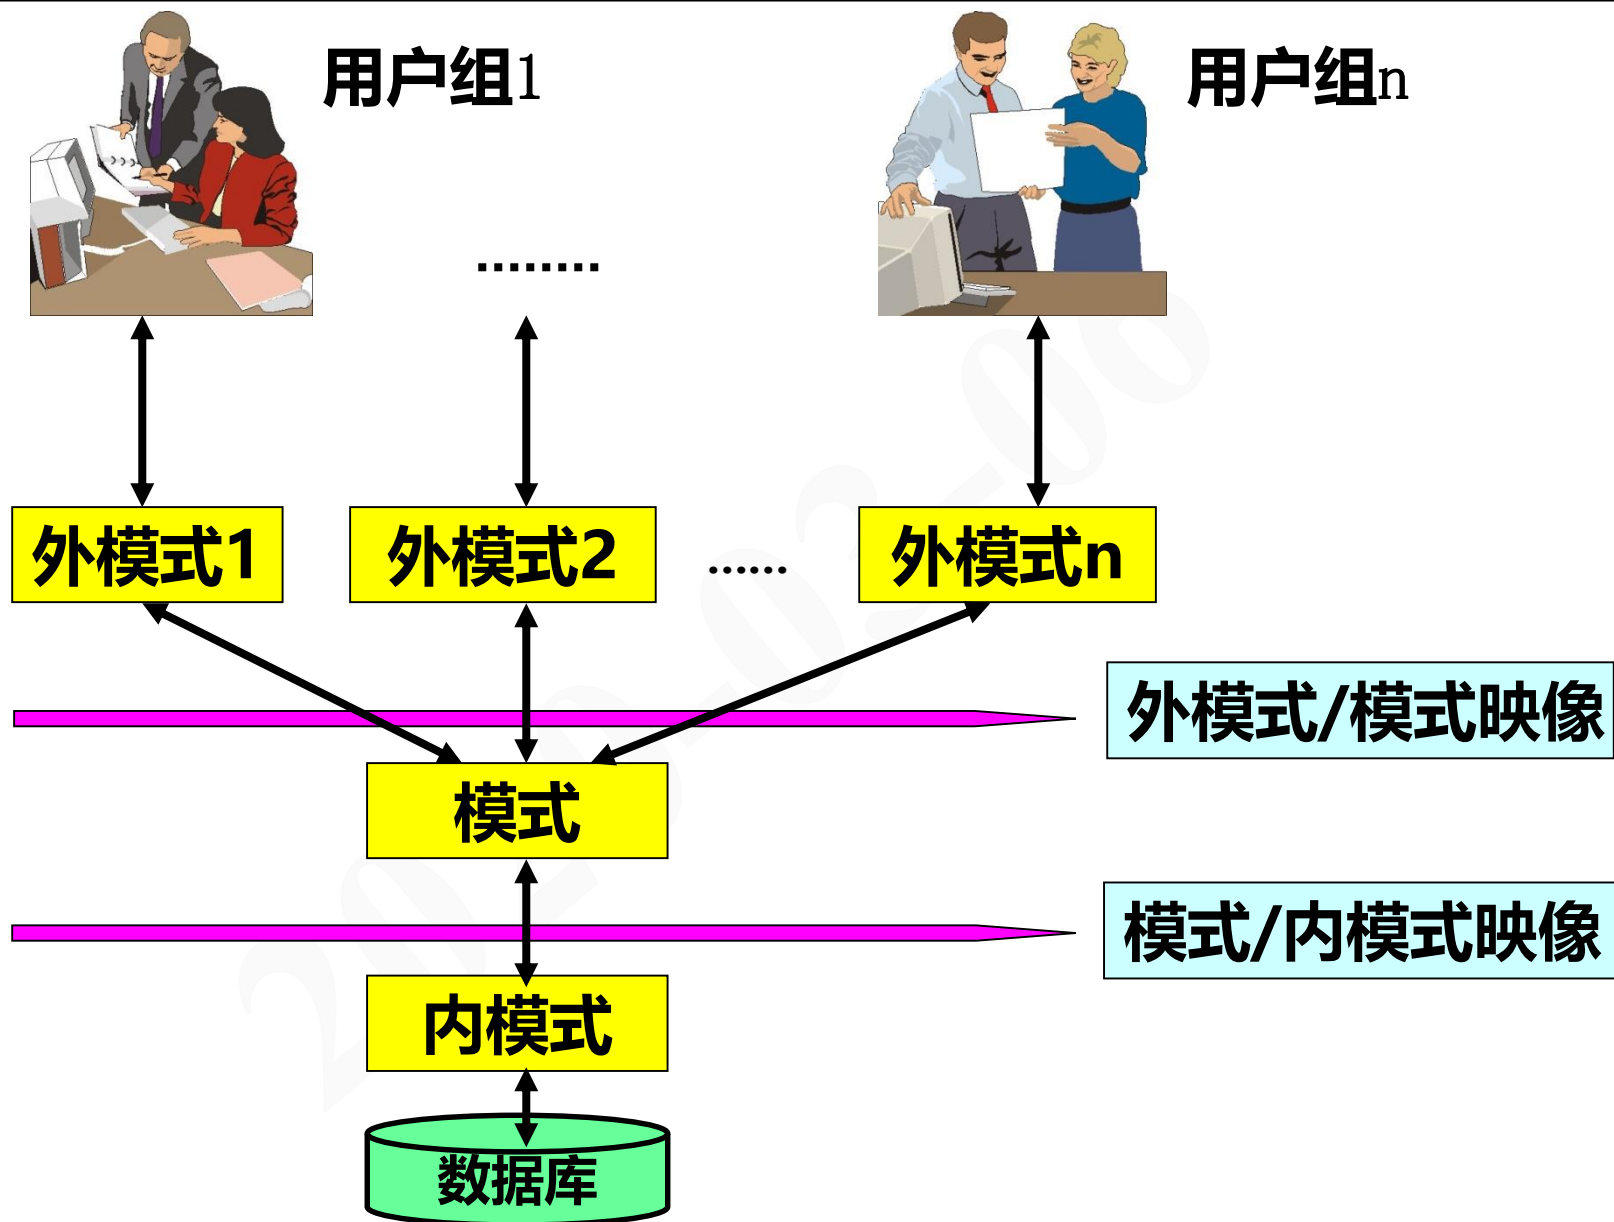 用户组1
用户组n
........
外模式1
外模式2
......
外模式n
外模式/模式映像
模式
模式/内模式映像
内模式
数据库